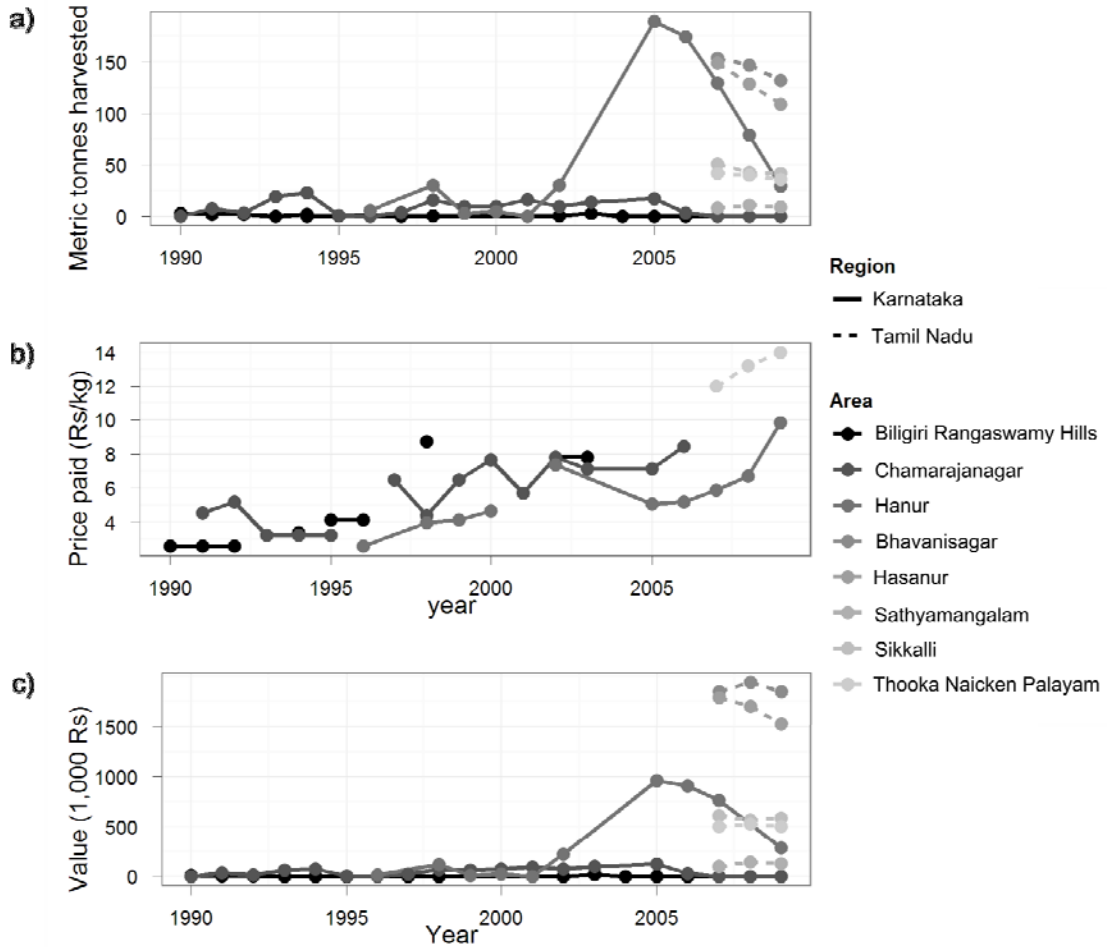 a)
Metric tonnes harvested
150
100
50
0
1990 1995 2000 2005
b)
Price paid (Rs/kg)
14
12
10
8
6
4
1990 1995 2000 2005
year
c)
Value (1,000 Rs)
1500
1000
500
0
1990 1995 2000 2005
Year
Region
Karnataka
Tamil Nadu
Area
Biligiri Rangaswamy Hills
Chamarajanagar
Hanur
Bhavanisagar
Hasanur
Sathyamangalam
Sikkalli
Thooka Naicken Palayam